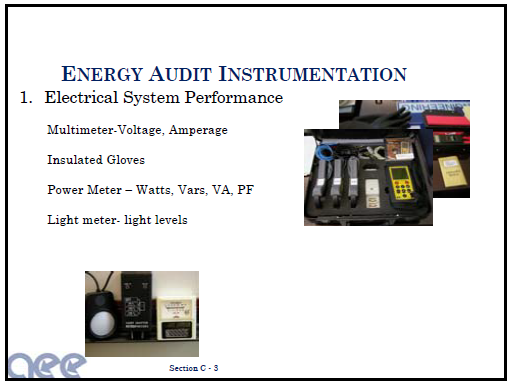 ENERGY AUDIT INSTRUMENTATION
1. Electrical System Performance
Multimeter-Voltage, Amperage
Insulated Gloves
Power Meter – Watts, Vars, VA, PF
Light meter- light levels
aee
Section C - 3